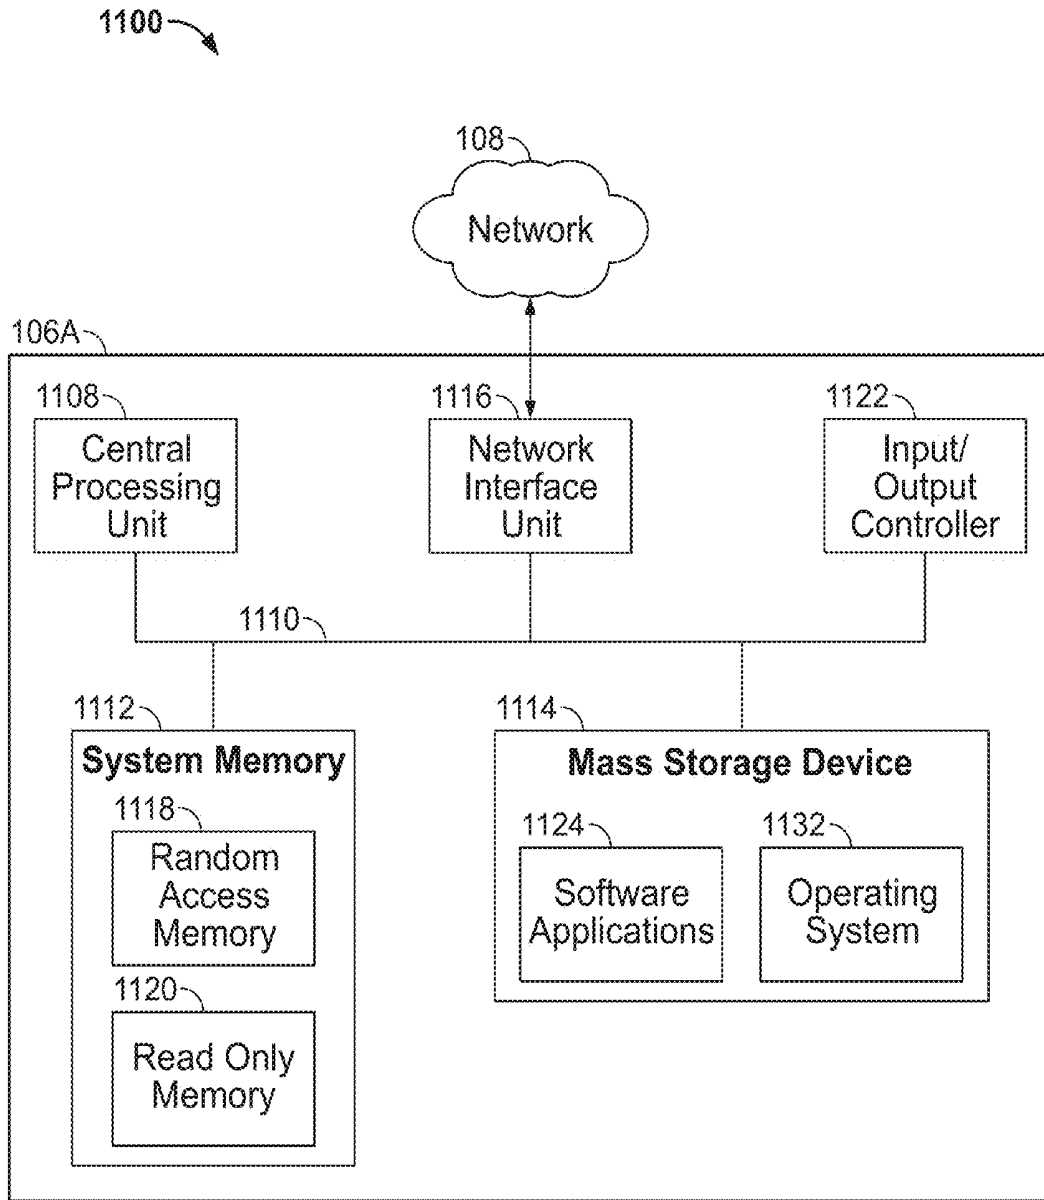 1100
108
Network
106A
1108
Central
Processing
Unit
1116
Network
Interface
Unit
1122
Input/
Output
Controller
1110
1112
System Memory
1118
Random
Access
Memory
1120
Read Only
Memory
1114
Mass Storage Device
1124
Software
Applications
1132
Operating
System